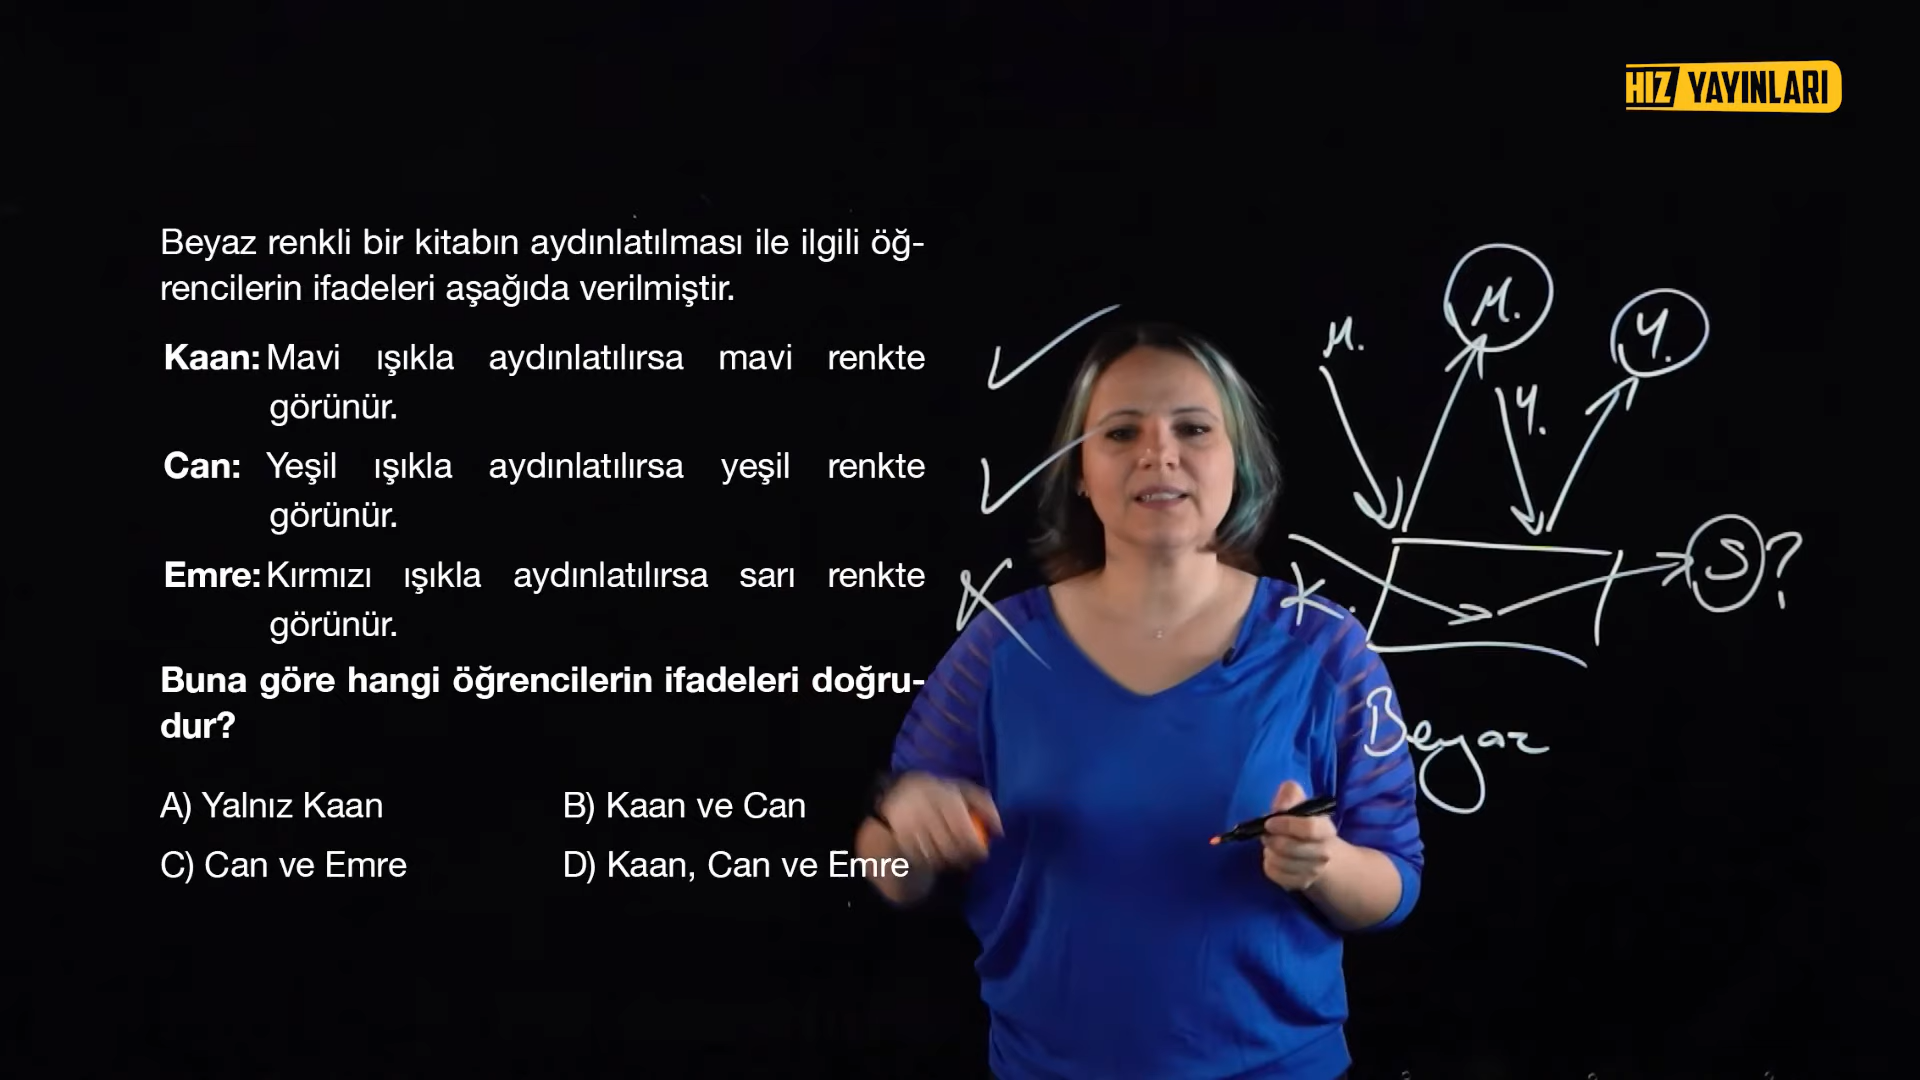 HIZ YAYINLARI
Beyaz renkli bir kitabın aydınlatılması ile ilgili öğ-
rencilerin ifadeleri aşağıda verilmiştir.
Kaan: Mavi ışıkla aydınlatılırsa mavi renkte
görünür.
Can: Yeşil ışıkla aydınlatılırsa yeşil renkte
görünür.
Emre: Kırmızı ışıkla aydınlatılırsa sarı renkte
görünür.
Buna göre hangi öğrencilerin ifadeleri doğru-
dur?
A) Yalnız Kaan B) Kaan ve Can
C) Can ve Emre D) Kaan, Can ve Emre
M. M. Y.
Y.
K. S ?
Beyaz